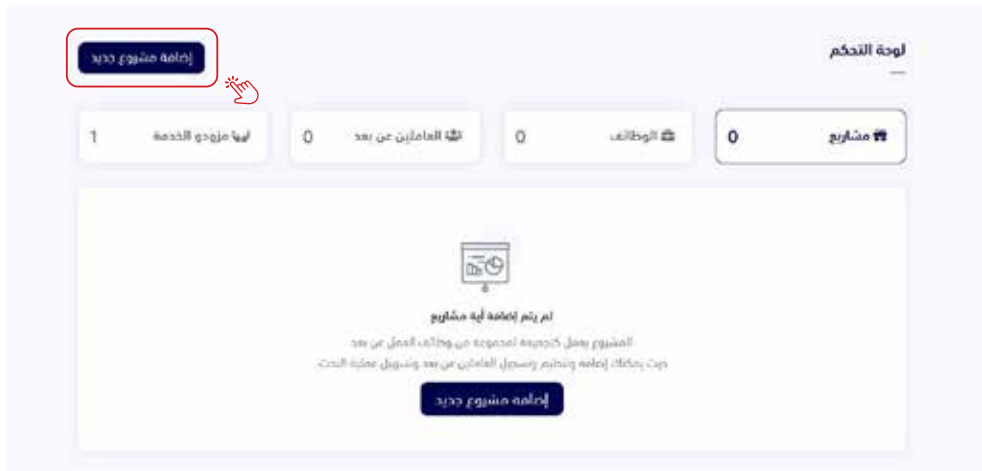 لوحة التحكم
إضافة مشروع جديد
مشاريع 0
الوظائف 0
العاملين عن بعد 0
مزودو الخدمة 1
لم يتم إضافة أية مشاريع
المشروع يعمل كتجميعة لمجموعة من وظائف العمل عن بعد
حيث يمكنك إضافة وتنظيم وتسجيل العاملين عن بعد وتسهيل عملية البحث
إضافة مشروع جديد